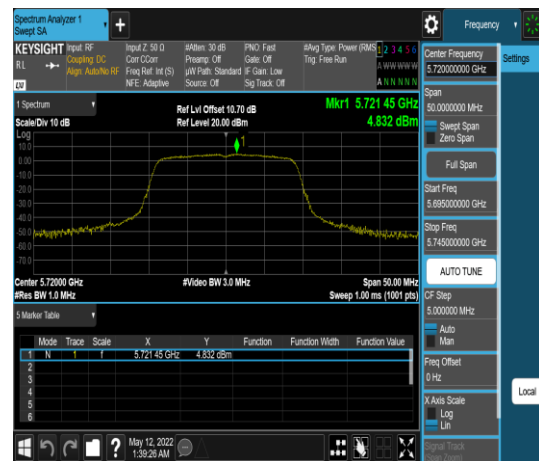 Spectrum Analyzer 1
Swept SA
+
Frequency
KEYSIGHT
RL
LXI
Input: RF
Coupling: DC
Align: Auto/No RF
Input Z: 50 Ω
Corr CCorr
Freq Ref: Int (S)
NFE: Adaptive
#Atten: 30 dB
Preamp: Off
µW Path: Standard
Source: Off
PNO: Fast
Gate: Off
IF Gain: Low
Sig Track: Off
#Avg Type: Power (RMS
Trig: Free Run
1 2 3 4 5 6
A W W W W W
A N N N N N
1 Spectrum
Scale/Div 10 dB
Ref Lvl Offset 10.70 dB
Ref Level 20.00 dBm
Mkr1 5.721 45 GHz
4.832 dBm
Log
10.0
0.00
-10.0
-20.0
-30.0
-40.0
-50.0
-60.0
-70.0
1
Center 5.72000 GHz
#Res BW 1.0 MHz
#Video BW 3.0 MHz
Span 50.00 MHz
Sweep 1.00 ms (1001 pts)
5 Marker Table
Mode Trace Scale X Y Function Function Width Function Value
1 N 1 f 5.721 45 GHz 4.832 dBm
2
3
4
5
6
May 12, 2022
1:39:26 AM
Center Frequency
5.720000000 GHz
Span
50.0000000 MHz
Swept Span
Zero Span
Full Span
Start Freq
5.695000000 GHz
Stop Freq
5.745000000 GHz
AUTO TUNE
CF Step
5.000000 MHz
Auto
Man
Freq Offset
0 Hz
X Axis Scale
Log
Lin
Signal Track
(Span Zoom)
Settings
Local